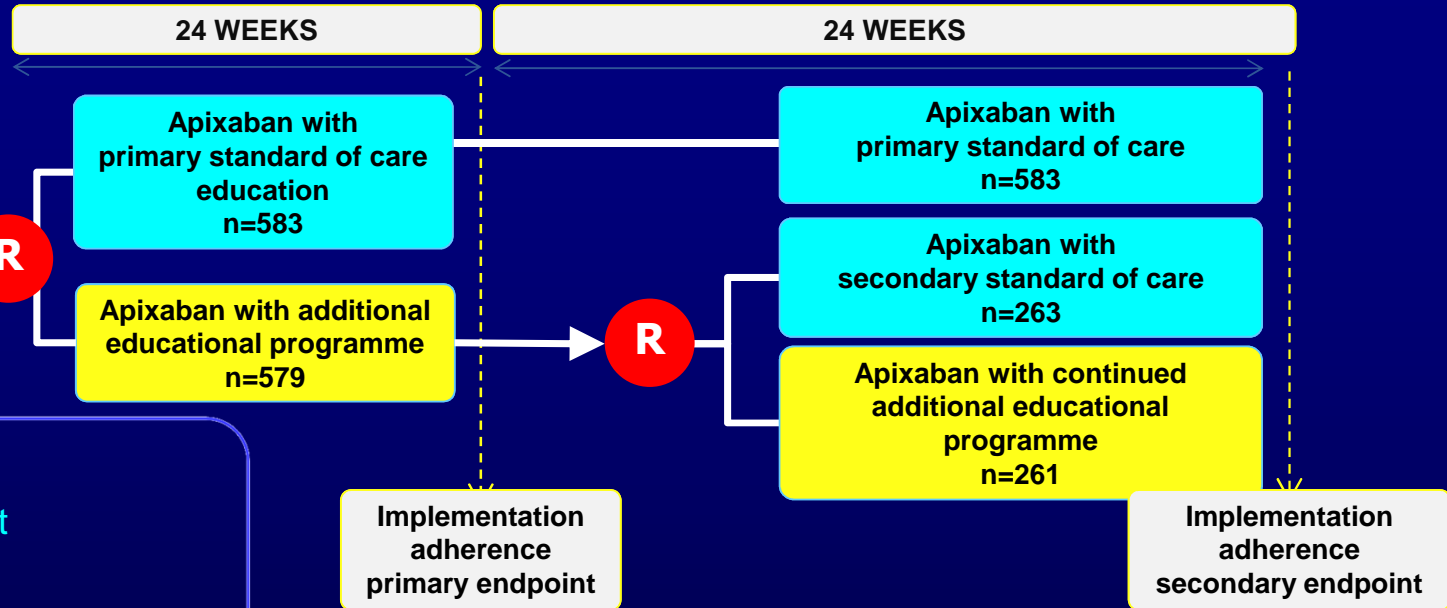 24 WEEKS
24 WEEKS
Apixaban with
primary standard of care
education
n=583
Apixaban with
primary standard of care
n=583
R
Apixaban with additional
educational programme
n=579
R
Apixaban with
secondary standard of care
n=263
Apixaban with continued
additional educational
programme
n=261
t
Implementation
adherence
primary endpoint
Implementation
adherence
secondary endpoint